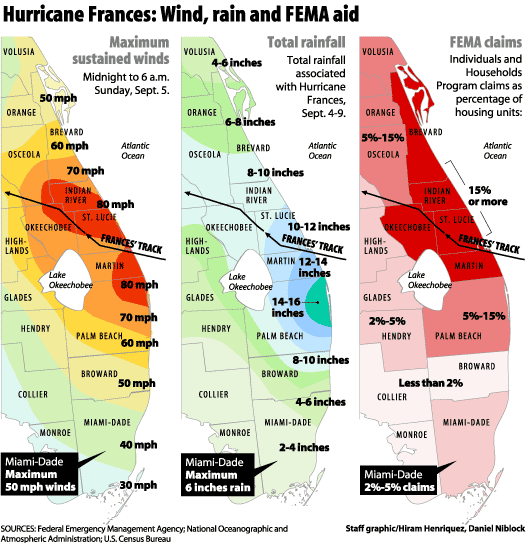 Hurricane Frances: Wind, rain and FEMA aid
Maximum
sustained winds
Midnight to 6 a.m.
Sunday, Sept. 5.
VOLUSIA
50 mph
ORANGE
BREVARD
60 mph
OSCEOLA
Atlantic
Ocean
70 mph
INDIAN
RIVER
80 mph
ST. LUCIE
OKEECHOBEE
HIGH-
LANDS
FRANCES' TRACK
MARTIN
Lake
Okeechobee
80 mph
GLADES
70 mph
HENDRY
PALM BEACH
60 mph
BROWARD
50 mph
COLLIER
MIAMI-DADE
MONROE
40 mph
Miami-Dade
Maximum
50 mph winds
30 mph
Total rainfall
Total rainfall
associated
with Hurricane
Frances,
Sept. 4-9.
VOLUSIA
4-6 inches
ORANGE
6-8 inches
BREVARD
OSCEOLA
Atlantic
Ocean
8-10 inches
INDIAN
RIVER
ST. LUCIE
10-12 inches
OKEECHOBEE
HIGH-
LANDS
FRANCES' TRACK
MARTIN
12-14
inches
Lake
Okeechobee
14-16
inches
GLADES
HENDRY
PALM BEACH
8-10 inches
BROWARD
4-6 inches
COLLIER
MIAMI-DADE
MONROE
2-4 inches
Miami-Dade
Maximum
6 inches rain
FEMA claims
Individuals and
Households
Program claims as
percentage of
housing units:
VOLUSIA
ORANGE
BREVARD
5%-15%
OSCEOLA
Atlantic
Ocean
INDIAN
RIVER
15%
or more
ST. LUCIE
OKEECHOBEE
HIGH-
LANDS
FRANCES' TRACK
MARTIN
Lake
Okeechobee
GLADES
2%-5%
5%-15%
HENDRY
PALM BEACH
BROWARD
Less than 2%
COLLIER
MIAMI-DADE
MONROE
Miami-Dade
2%-5% claims
SOURCES: Federal Emergency Management Agency; National Oceanographic and
Atmospheric Administration; U.S. Census Bureau
Staff graphic/Hiram Henriquez, Daniel Niblock